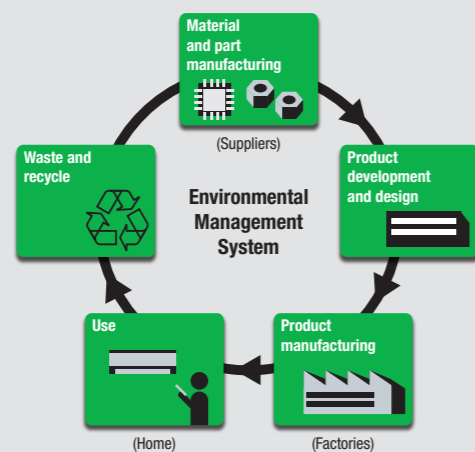 Material
and part
manufacturing
(Suppliers)
Product
development
and design
Product
manufacturing
(Factories)
Use
(Home)
Waste and
recycle
Environmental
Management
System